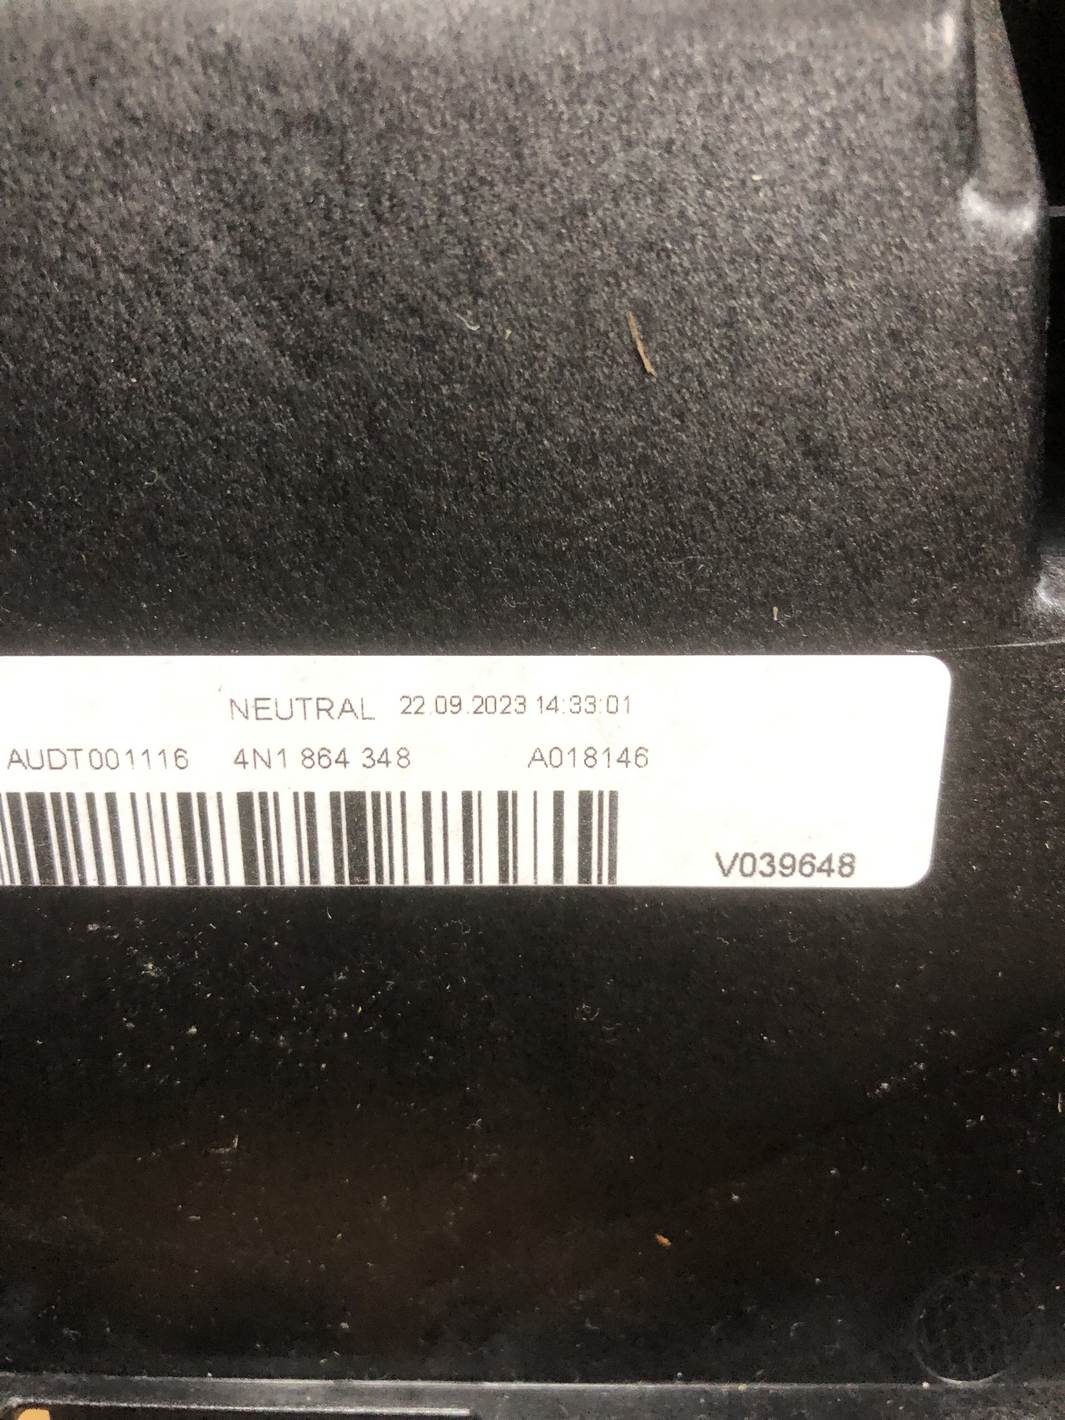 NEUTRAL 22.09.2023 14:33:01
AUDT001116 4N1 864 348 A018146
V039648